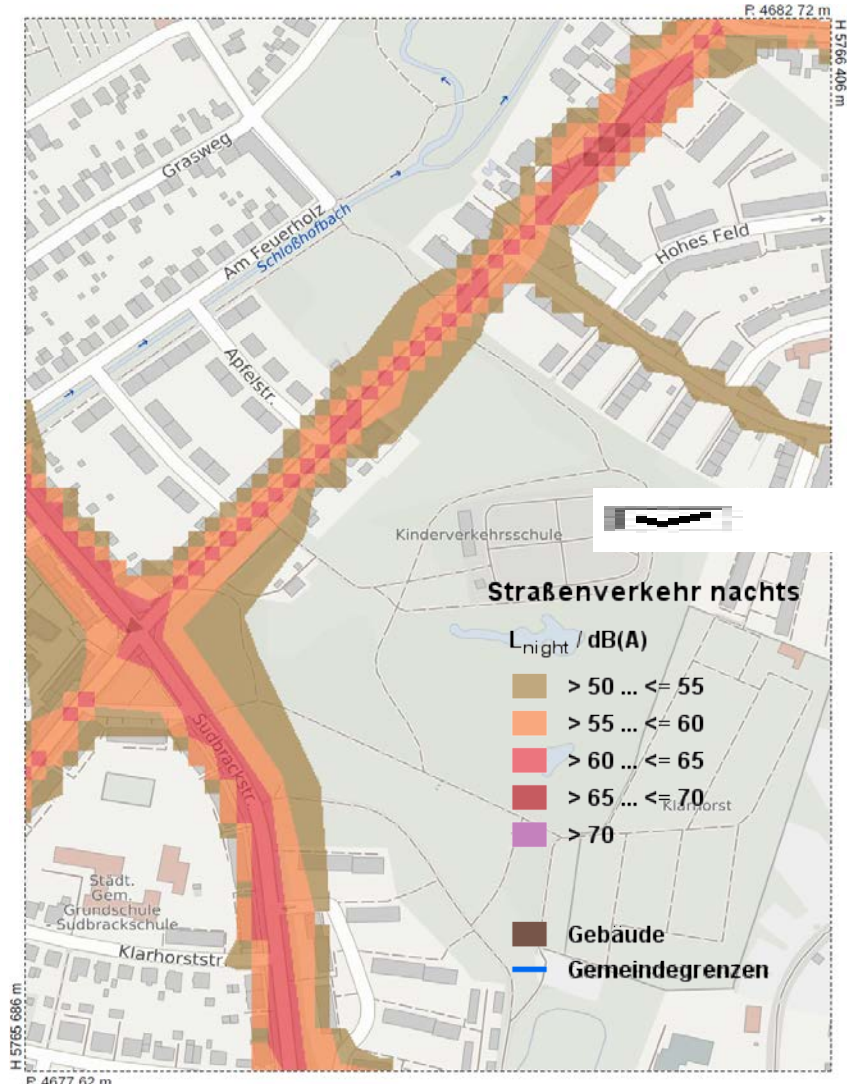 R 4682 72 m
H 5766 406 m
Grasweg
Am Feuerholz
Schloßhofbach
Hohes Feld
Apfelstr.
Kinderverkehrsschule
Straßenverkehr nachts
Lnight / dB(A)
> 50 ... <= 55
> 55 ... <= 60
> 60 ... <= 65
> 65 ... <= 70
> 70
Klarhorst
Sudbrackstr.
Städt.
Gem.
Grundschule
Sudbrackschule
Klarhorststr.
Gebäude
Gemeindegrenzen
H 5765 686 m
R 4677 62 m